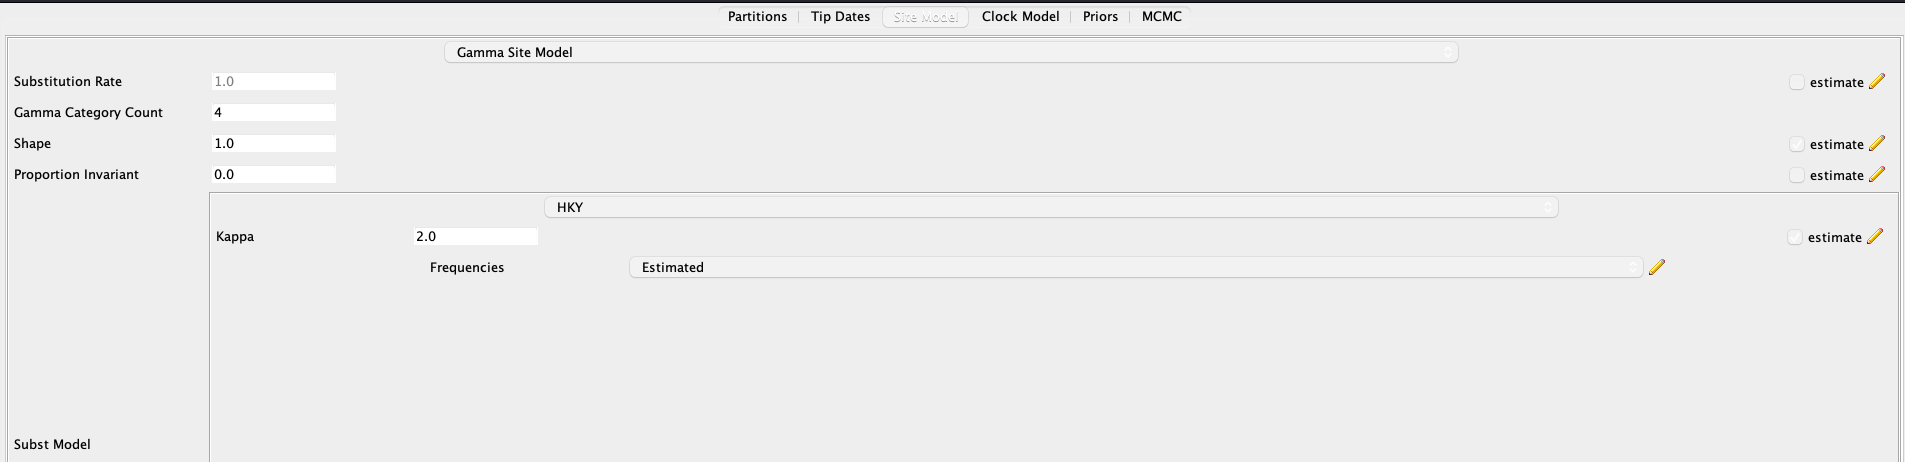 Partitions Tip Dates Site Model Clock Model Priors MCMC
Gamma Site Model
Substitution Rate 1.0 estimate
Gamma Category Count 4
Shape 1.0 estimate
Proportion Invariant 0.0 estimate
HKY
Kappa 2.0 estimate
Frequencies Estimated
Subst Model